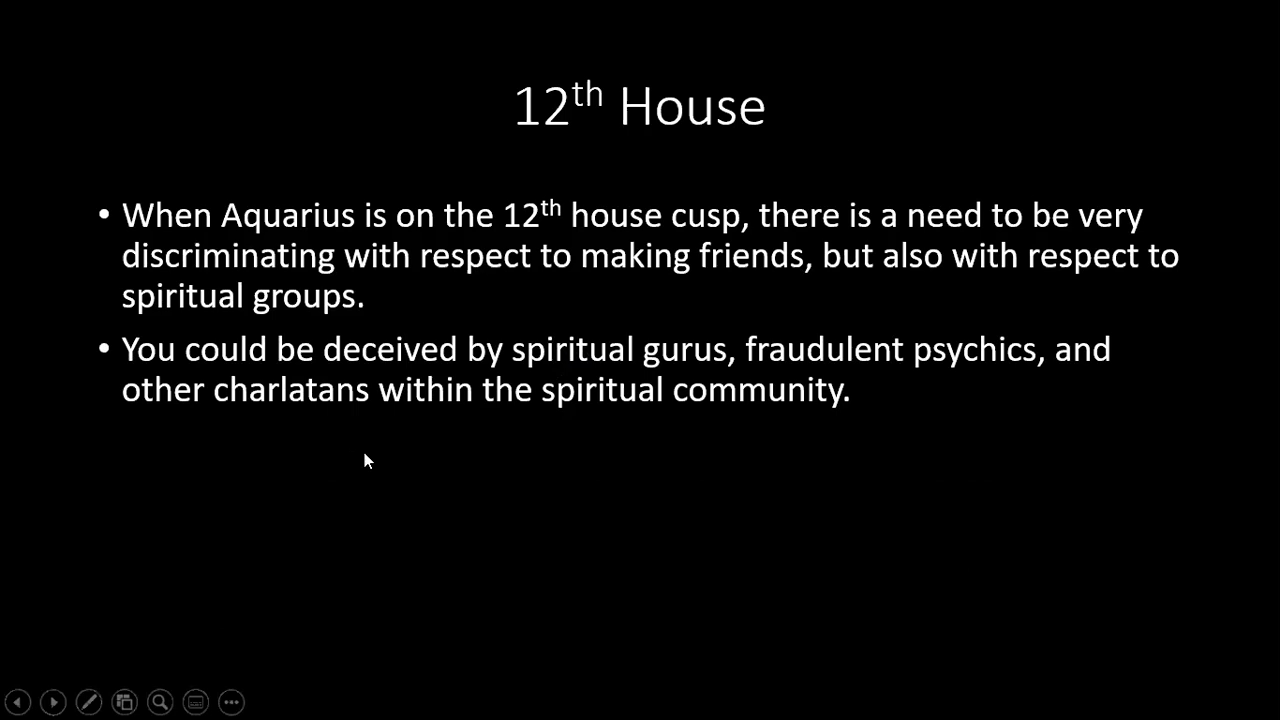 12th House
• When Aquarius is on the 12th house cusp, there is a need to be very
discriminating with respect to making friends, but also with respect to
spiritual groups.
• You could be deceived by spiritual gurus, fraudulent psychics, and
other charlatans within the spiritual community.